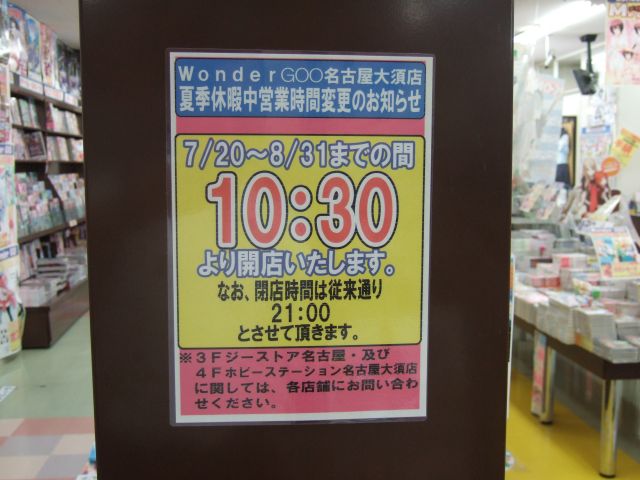 WonderGOO名古屋大須店
夏季休暇中営業時間変更のお知らせ
7/20～8/31までの間
10:30
より開店いたします。
なお、閉店時間は従来通り
21:00
とさせて頂きます。
※3Fジーストア名古屋・及び
4Fホビーステーション名古屋大須店
に関しては、各店舗にお問い合わ
せください。